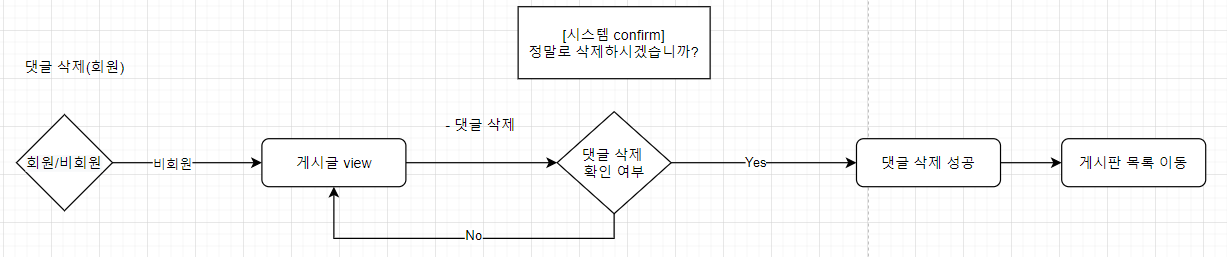 [시스템 confirm]
정말로 삭제하시겠습니까?
댓글 삭제(회원)
- 댓글 삭제
회원/비회원
비회원
게시글 view
댓글 삭제
확인 여부
Yes
댓글 삭제 성공
게시판 목록 이동
No